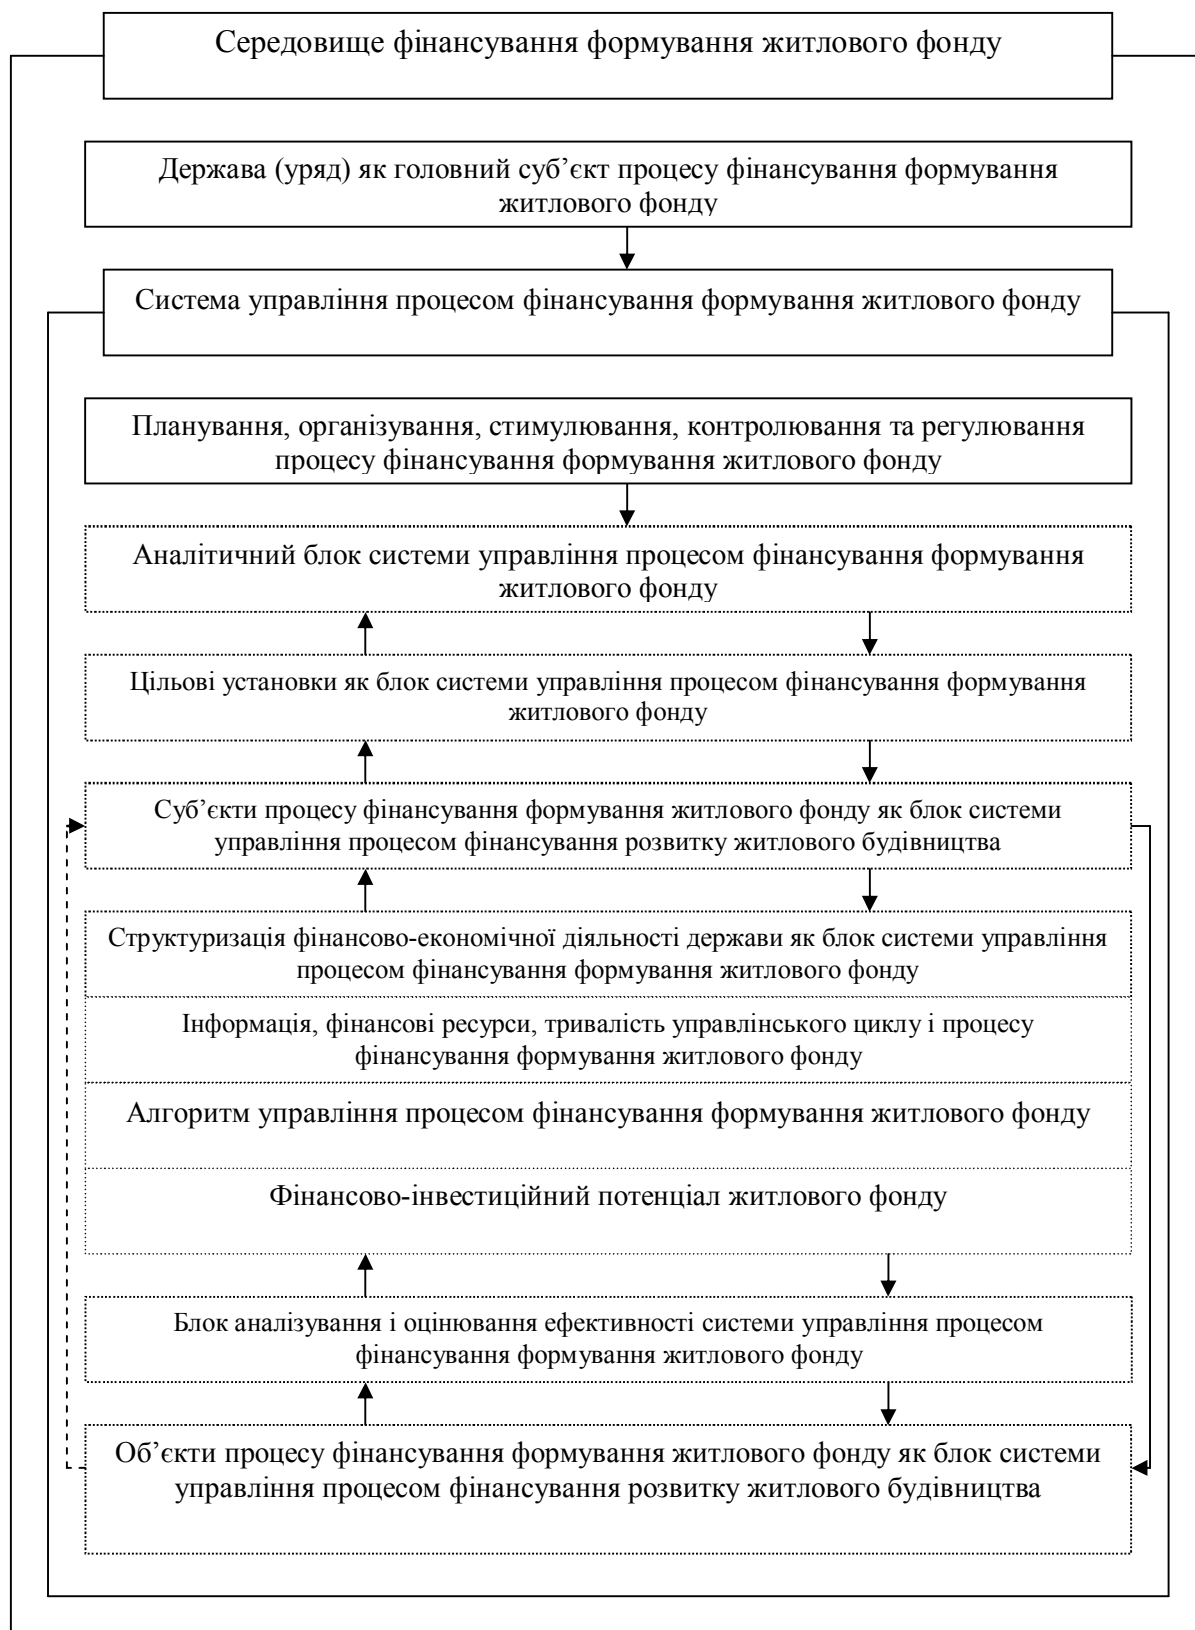 Середовище фінансування формування житлового фонду
Держава (уряд) як головний суб’єкт процесу фінансування формування
житлового фонду
Система управління процесом фінансування формування житлового фонду
Планування, організування, стимулювання, контролювання та регулювання
процесу фінансування формування житлового фонду
Аналітичний блок системи управління процесом фінансування формування
житлового фонду
Цільові установки як блок системи управління процесом фінансування формування
житлового фонду
Суб’єкти процесу фінансування формування житлового фонду як блок системи
управління процесом фінансування розвитку житлового будівництва
Структуризація фінансово-економічної діяльності держави як блок системи управління
процесом фінансування формування житлового фонду
Інформація, фінансові ресурси, тривалість управлінського циклу і процесу
фінансування формування житлового фонду
Алгоритм управління процесом фінансування формування житлового фонду
Фінансово-інвестиційний потенціал житлового фонду
Блок аналізування і оцінювання ефективності системи управління процесом
фінансування формування житлового фонду
Об’єкти процесу фінансування формування житлового фонду як блок системи
управління процесом фінансування розвитку житлового будівництва